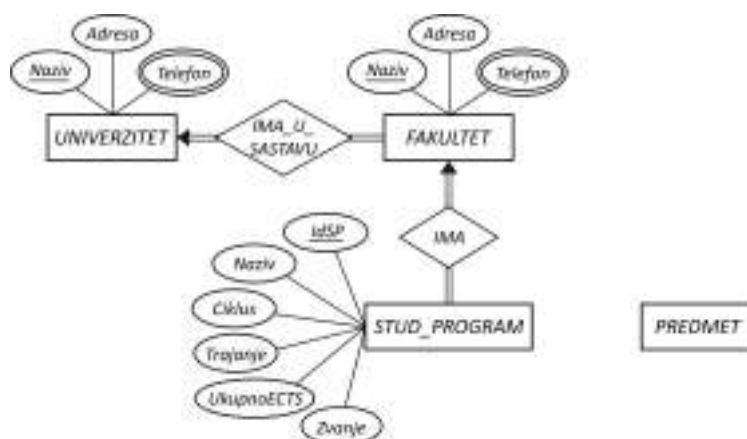 Adresa
Adresa
Naziv
Telefon
Naziv
Telefon
UNIVERZITET
IMA_U_
SASTAVU
FAKULTET
IdSP
IMA
Naziv
Ciklus
STUD_PROGRAM
PREDMET
Trajanje
UkupnoECTS
Zvanje